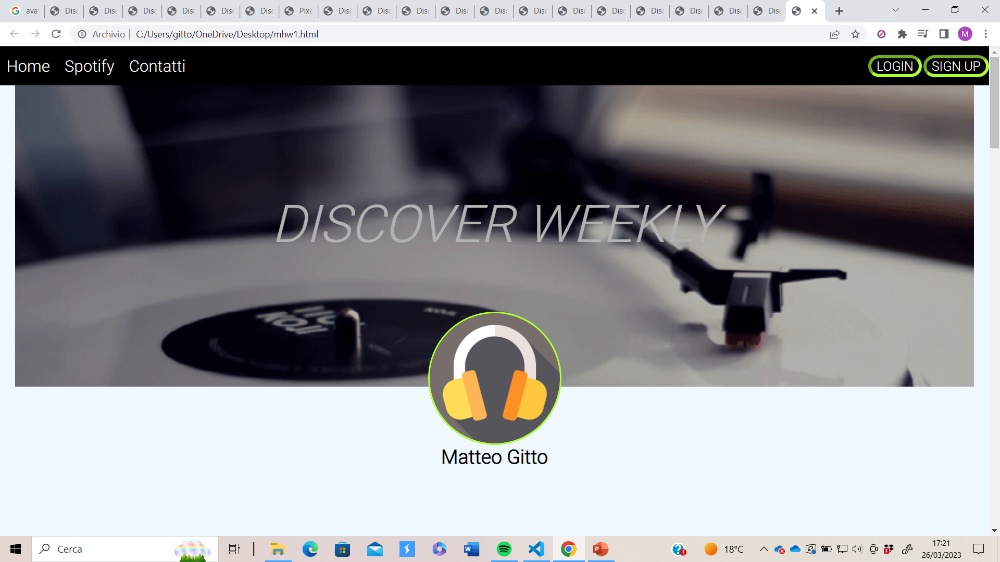 ava
Disc
Disc
Disc
Disc
Disc
Disc
Pixe
Disc
Disc
Disc
Disc
Disc
Disc
Disc
Disc
Disc
Disc
Disc
Disc
Archivio | C:/Users/gitto/OneDrive/Desktop/mhw1.html
M
Home Spotify Contatti LOGIN SIGN UP
DISCOVER WEEKLY
Matteo Gitto
Cerca
18°C
17:21
26/03/2023